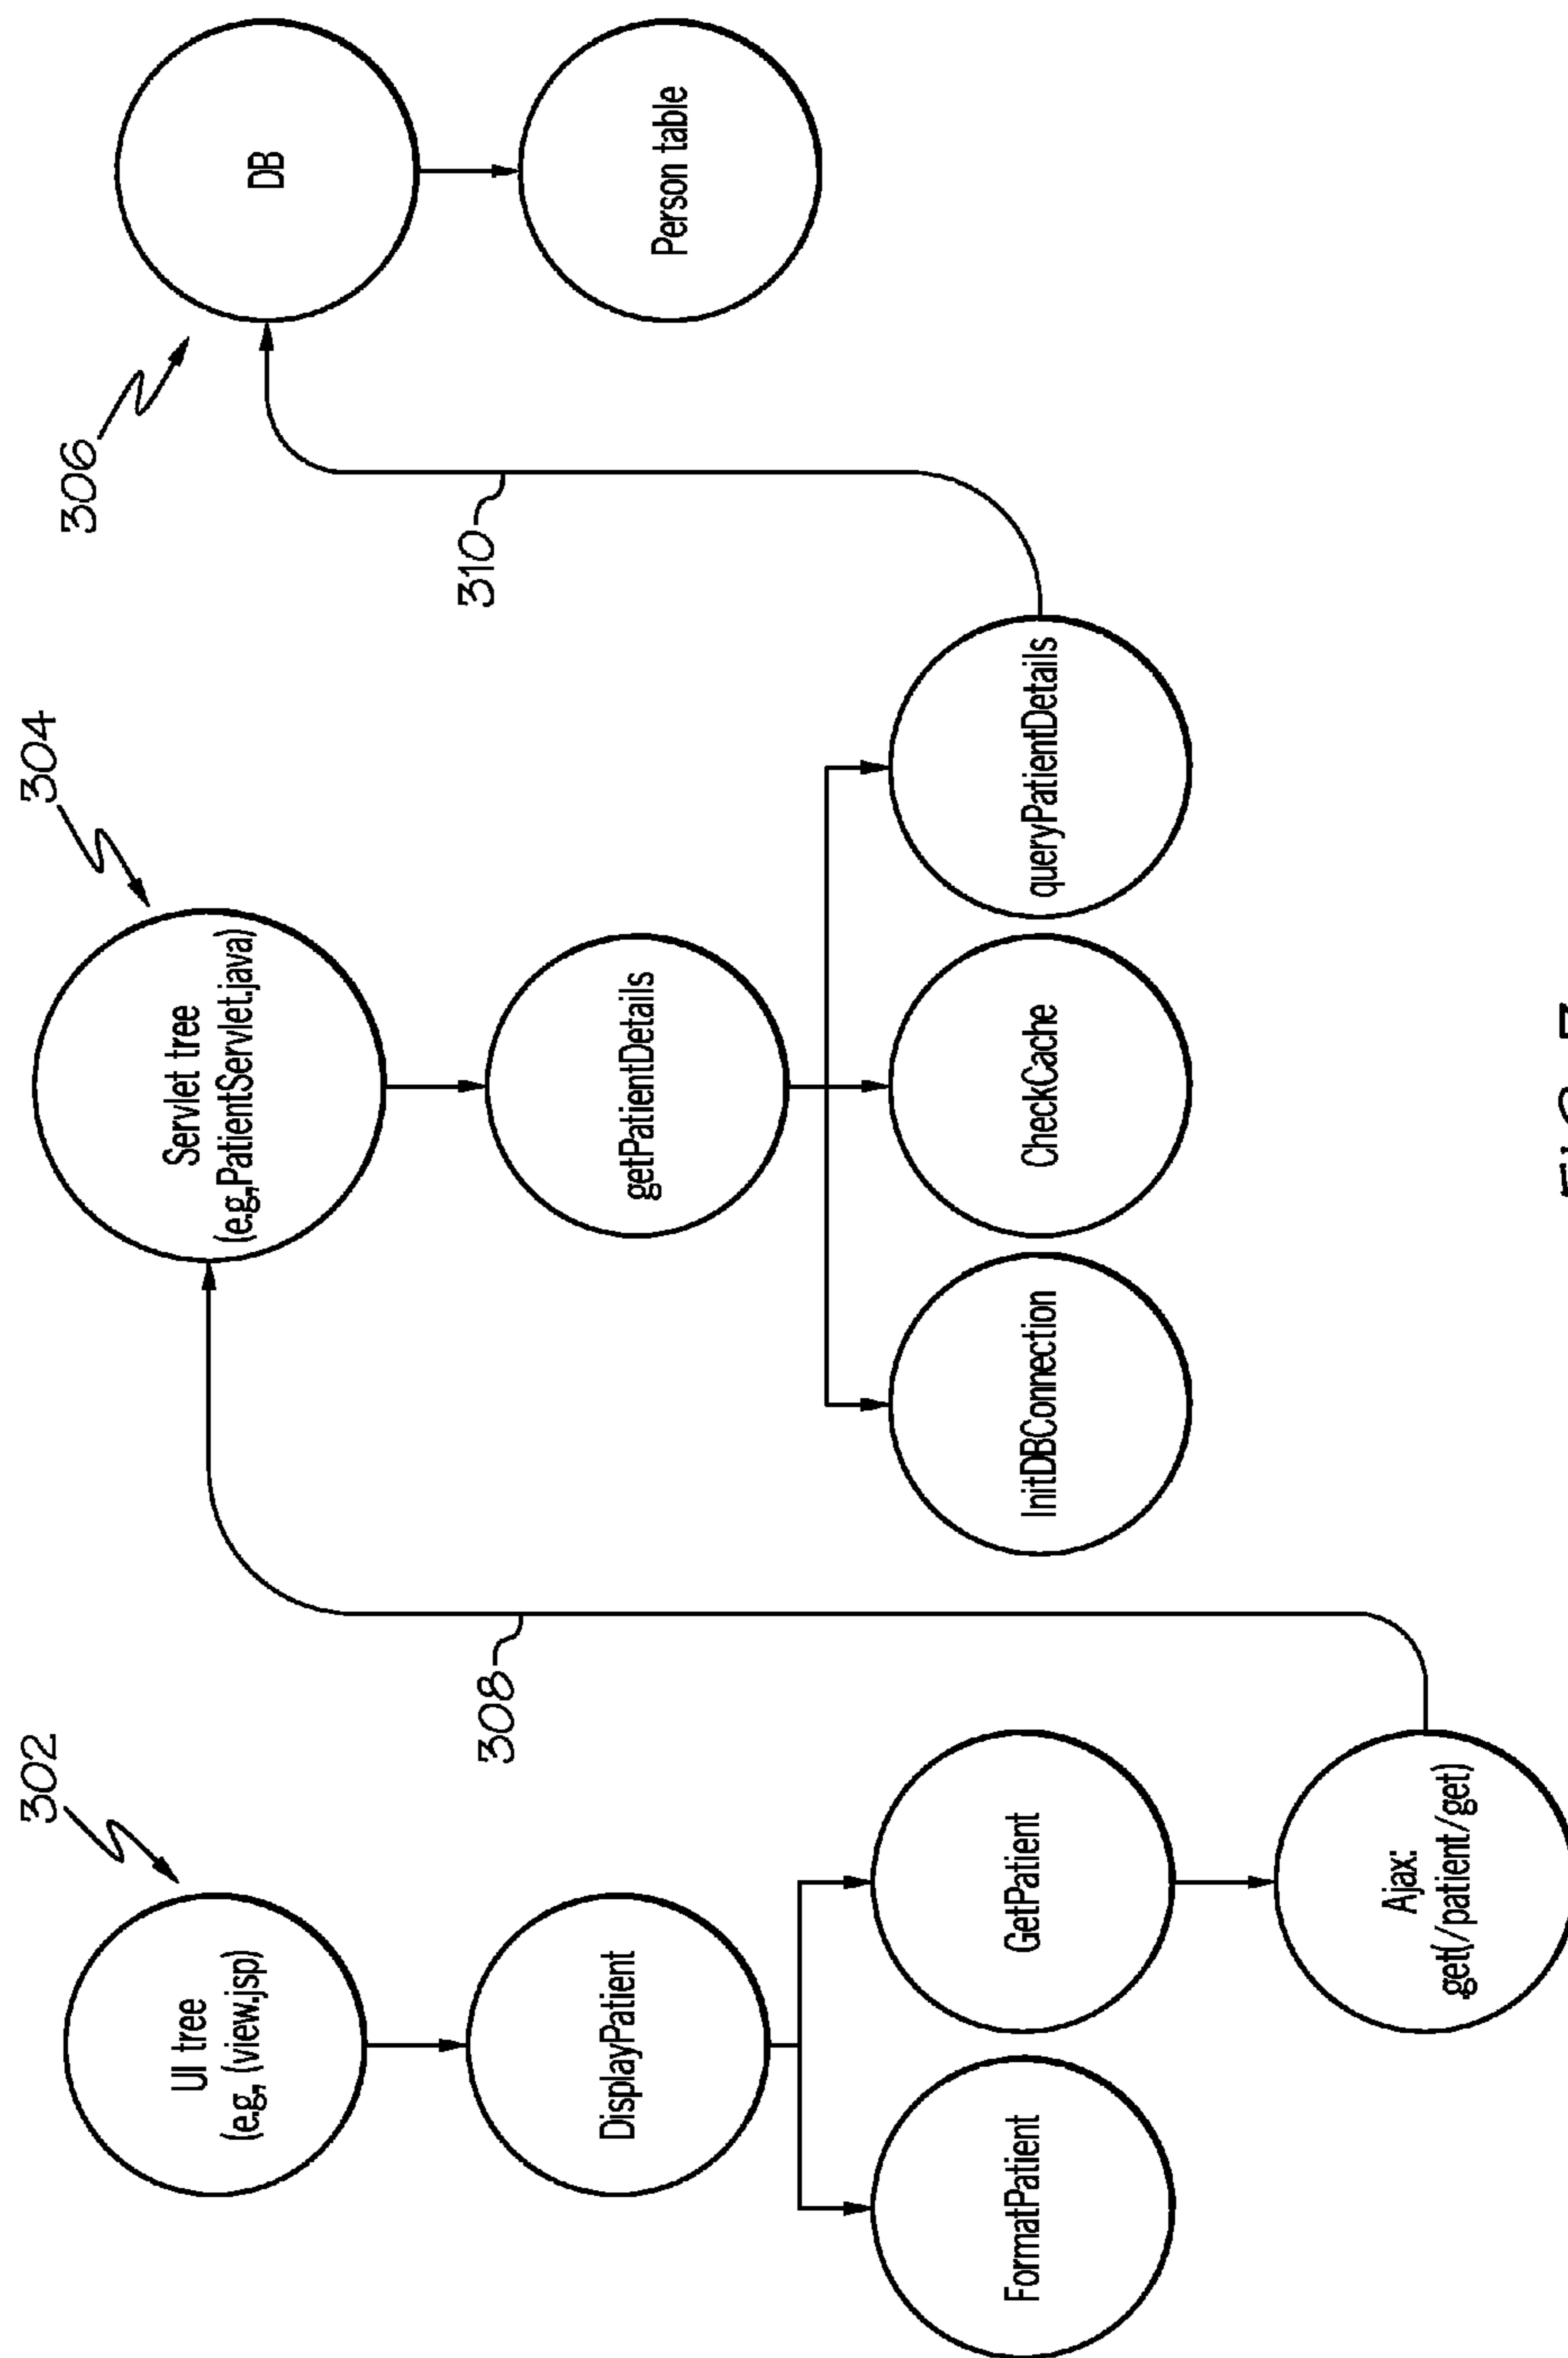 302
UI tree
(e.g., (view.jsp)
DisplayPatient
FormatPatient
GetPatient
Ajax:
.get(/patient/get)
308
304
Servlet tree
(e.g.,PatientServlet.java)
getPatientDetails
InitDBConnection
CheckCache
queryPatientDetails
310
306
DB
Person table